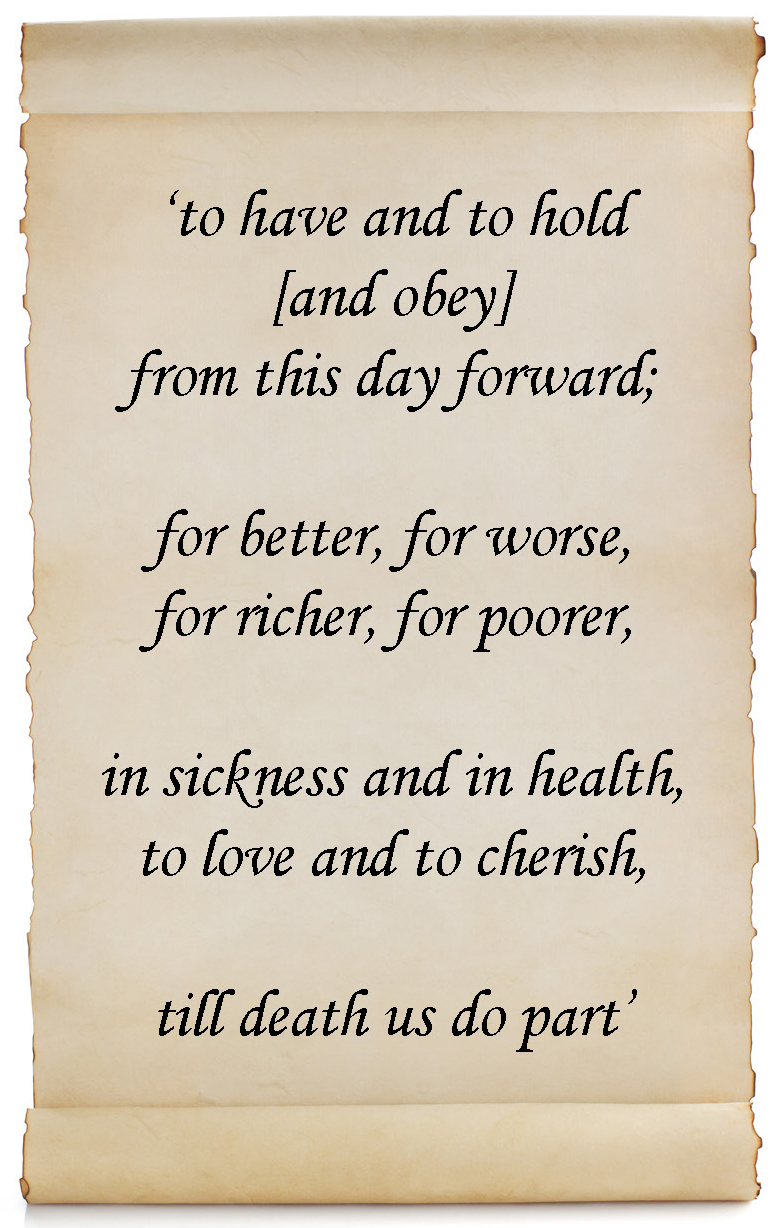 ‘to have and to hold
[and obey]
from this day forward;
for better, for worse,
for richer, for poorer,
in sickness and in health,
to love and to cherish,
till death us do part’